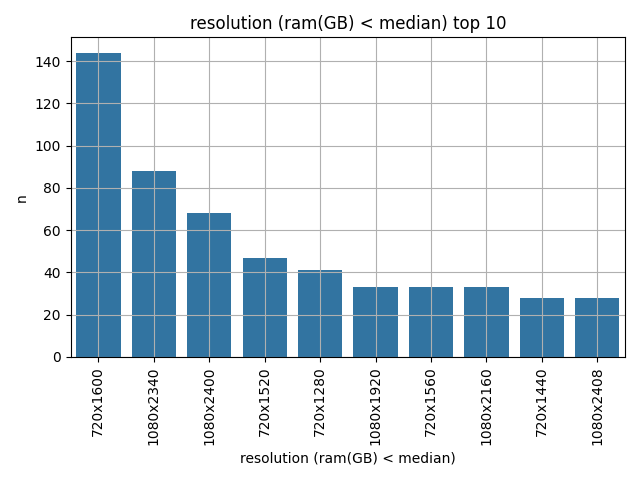 resolution (ram(GB) < median) top 10
n
140
120
100
80
60
40
20
0
720x1600
1080x2340
1080x2400
720x1520
720x1280
1080x1920
720x1560
1080x2160
720x1440
1080x2408
resolution (ram(GB) < median)